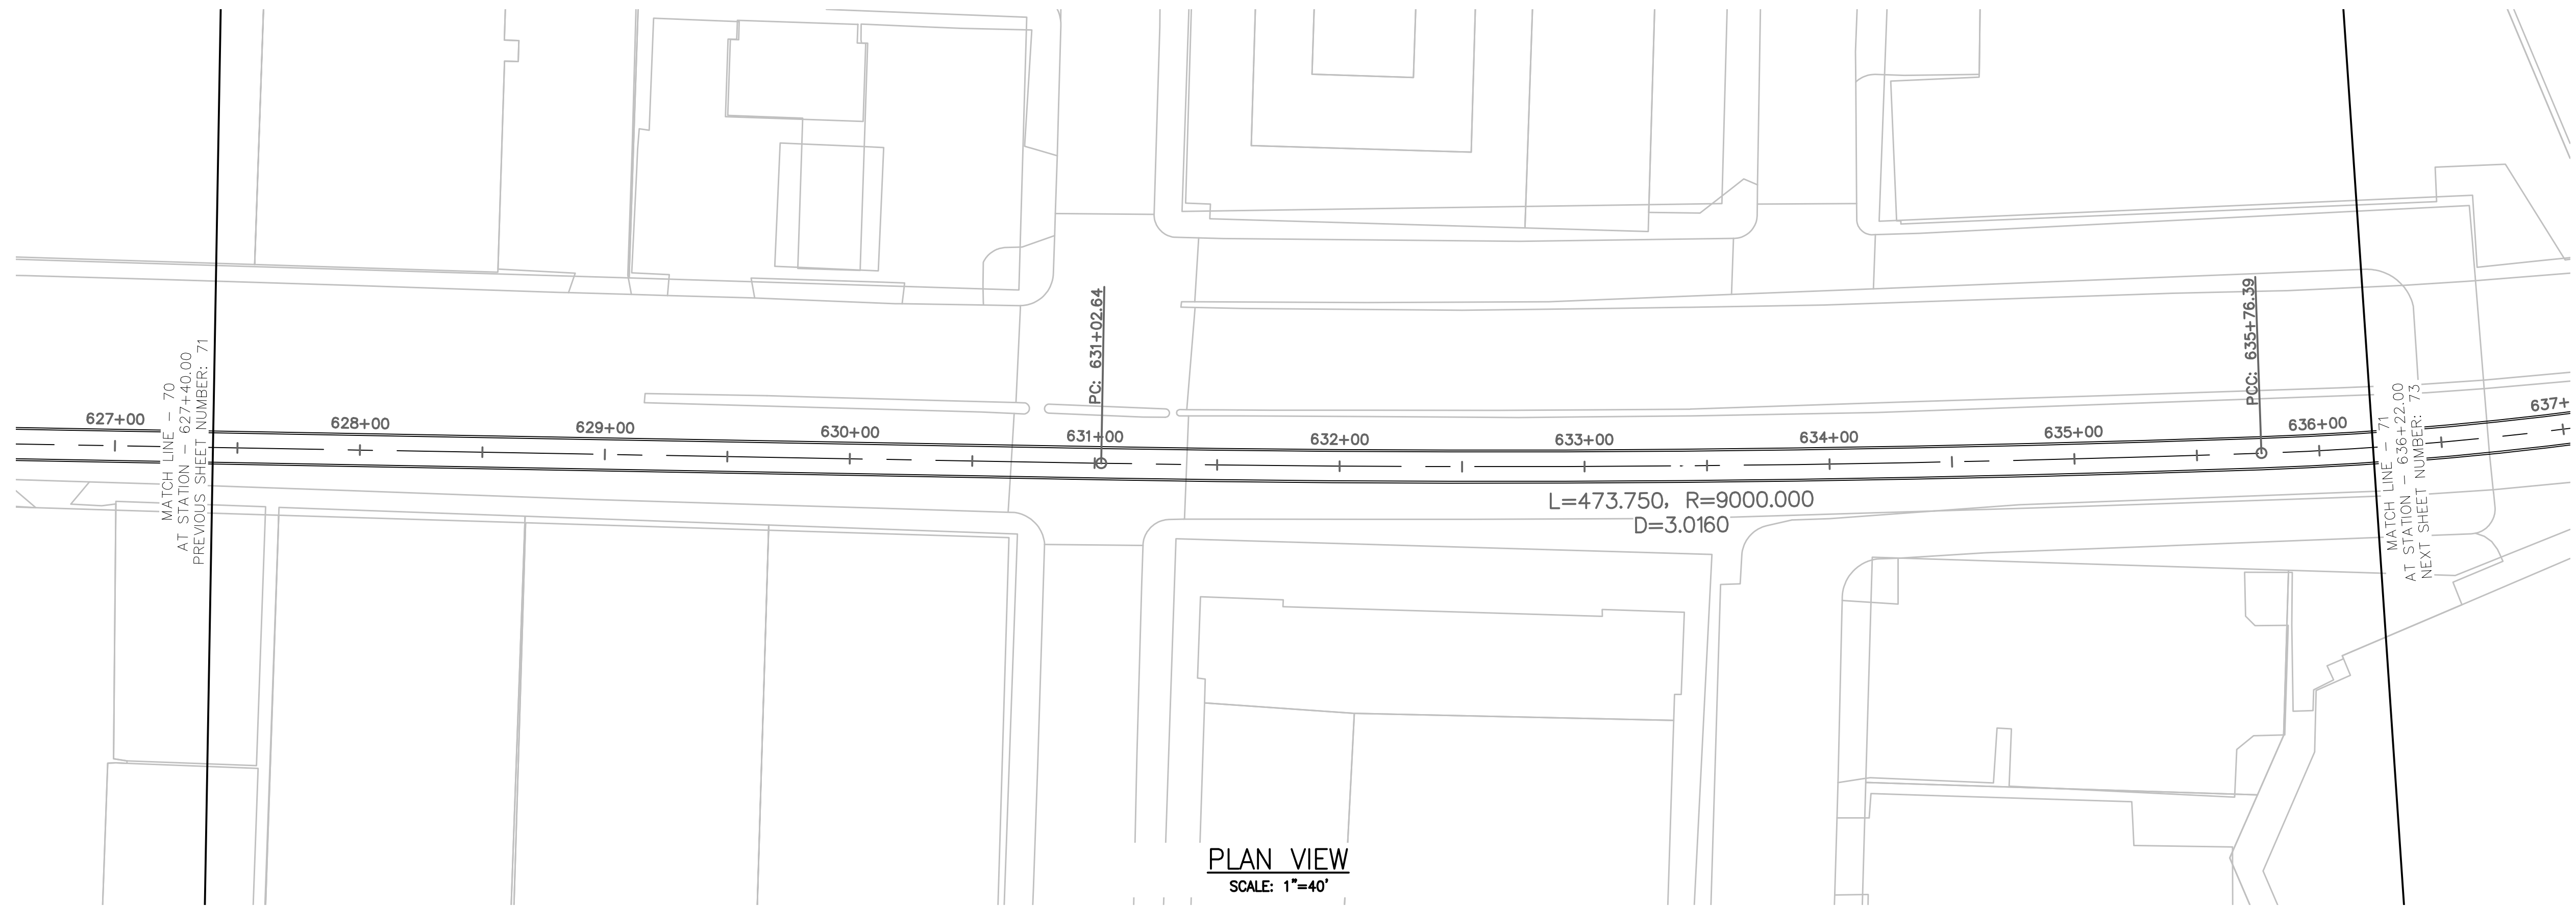 MATCH LINE - 70
AT STATION - 627+40.00
PREVIOUS SHEET NUMBER: 71
627+00
628+00
629+00
630+00
631+00
632+00
633+00
634+00
635+00
636+00
637+
PC: 631+02.64
PCC: 635+76.39
L=473.750, R=9000.000
D=3.0160
MATCH LINE - 71
AT STATION - 636+22.00
NEXT SHEET NUMBER: 73
PLAN VIEW
SCALE: 1"=40'